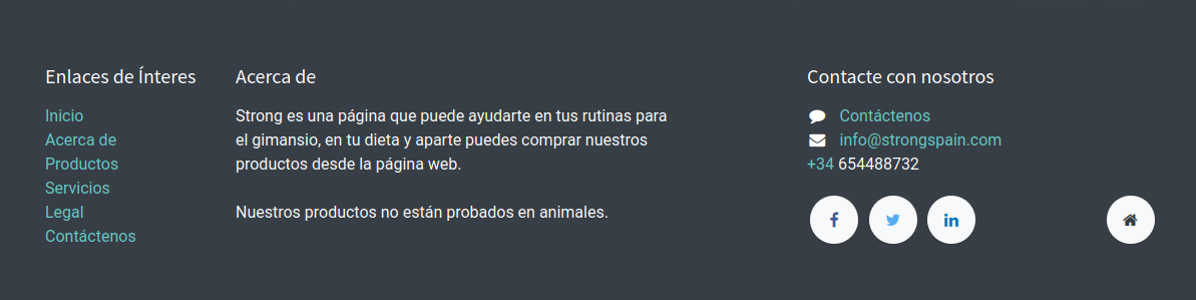 Enlaces de Ínteres
Inicio
Acerca de
Productos
Servicios
Legal
Contáctenos
Acerca de
Strong es una página que puede ayudarte en tus rutinas para
el gimansio, en tu dieta y aparte puedes comprar nuestros
productos desde la página web.
Nuestros productos no están probados en animales.
Contacte con nosotros
Contáctenos
info@strongspain.com
+34 654488732